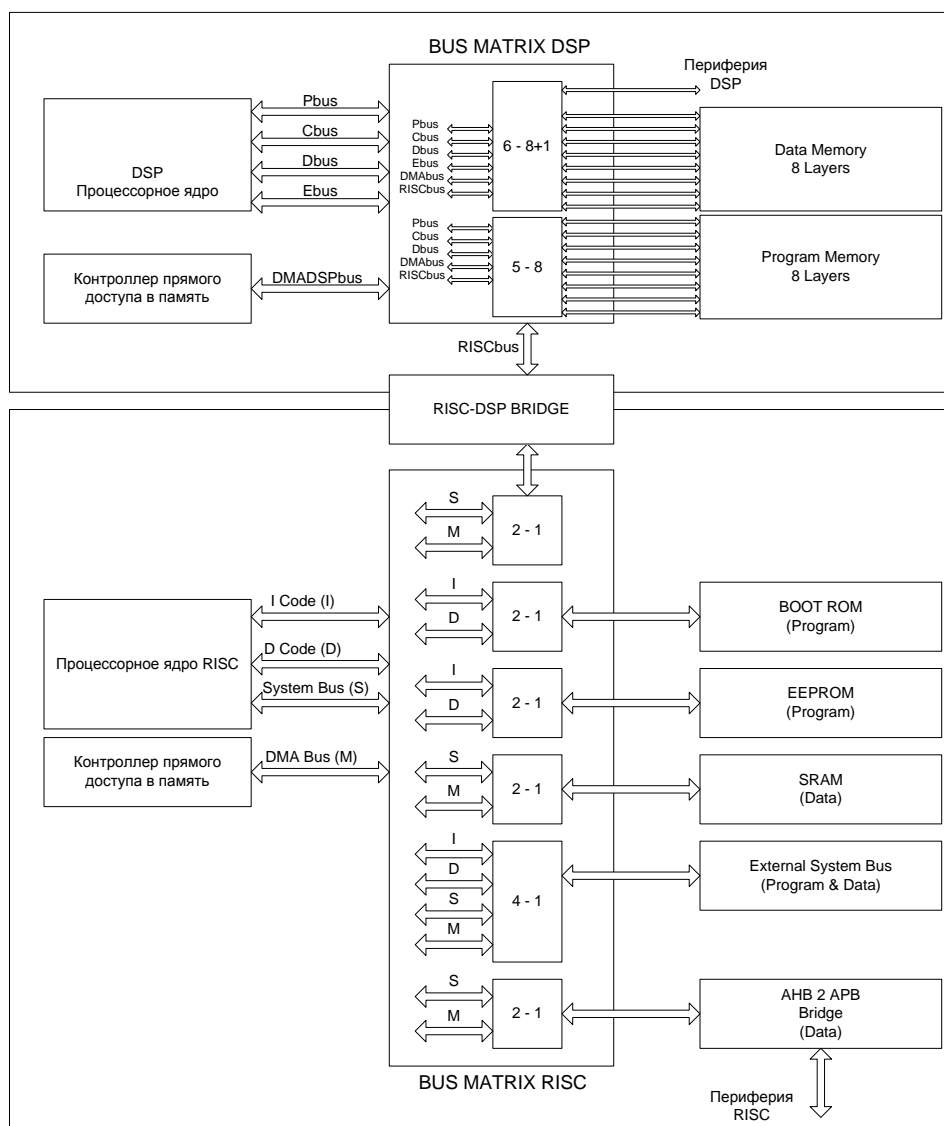 BUS MATRIX DSP
Периферия
DSP
DSP
Процессорное ядро
Pbus
Cbus
Dbus
Ebus
Pbus
Cbus
Dbus
Ebus
DMAbus
RISCbus
6 - 8+1
Data Memory
8 Layers
Контроллер прямого
доступа в память
DMADSPbus
Pbus
Cbus
Dbus
DMAbus
RISCbus
5 - 8
Program Memory
8 Layers
RISCbus
RISC-DSP BRIDGE
S
M
2 - 1
Процессорное ядро RISC
I Code (I)
D Code (D)
System Bus (S)
I
D
2 - 1
BOOT ROM
(Program)
I
D
2 - 1
EEPROM
(Program)
Контроллер прямого
доступа в память
DMA Bus (M)
S
M
2 - 1
SRAM
(Data)
I
D
S
M
4 - 1
External System Bus
(Program & Data)
S
M
2 - 1
AHB 2 APB
Bridge
(Data)
BUS MATRIX RISC
Периферия
RISC